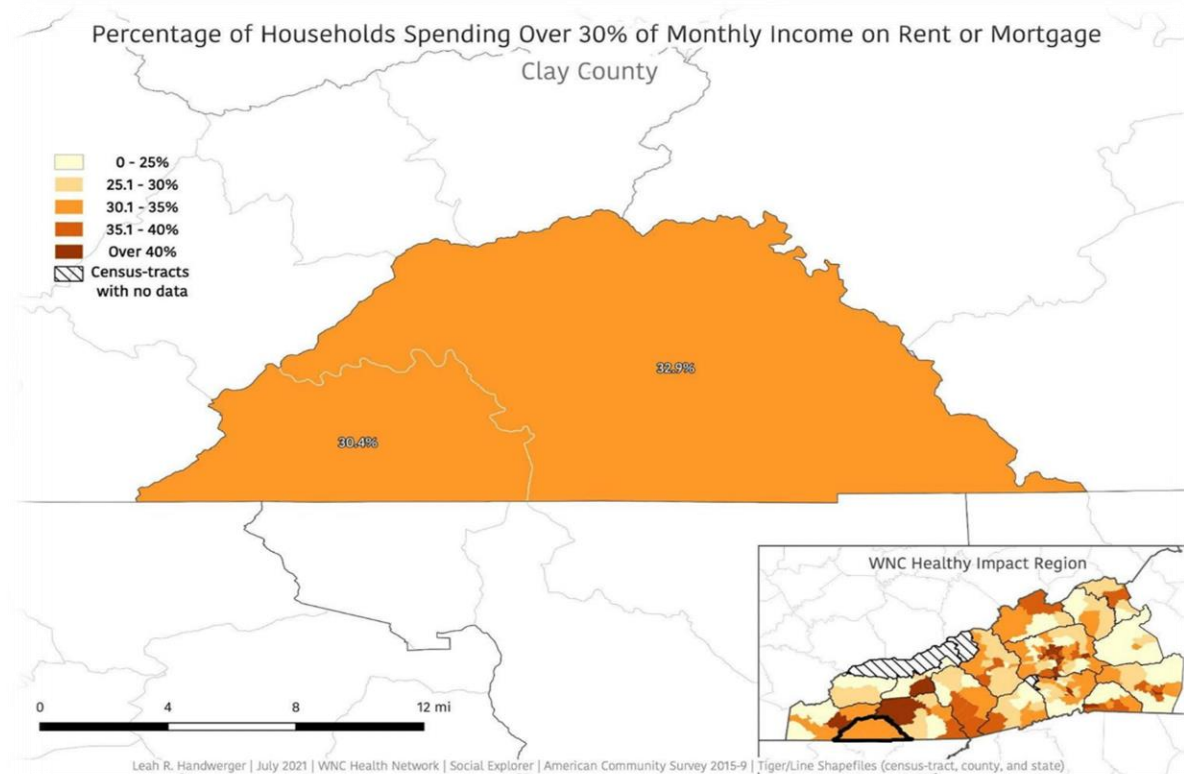 Percentage of Households Spending Over 30% of Monthly Income on Rent or Mortgage
Clay County
0 - 25%
25.1 - 30%
30.1 - 35%
35.1 - 40%
Over 40%
Census-tracts
with no data
32.9%
30.4%
WNC Healthy Impact Region
0 4 8 12 mi
Leah R. Handwerger | July 2021 | WNC Health Network | Social Explorer | American Community Survey 2015-9 | Tiger/Line Shapefiles (census-tract, county, and state)